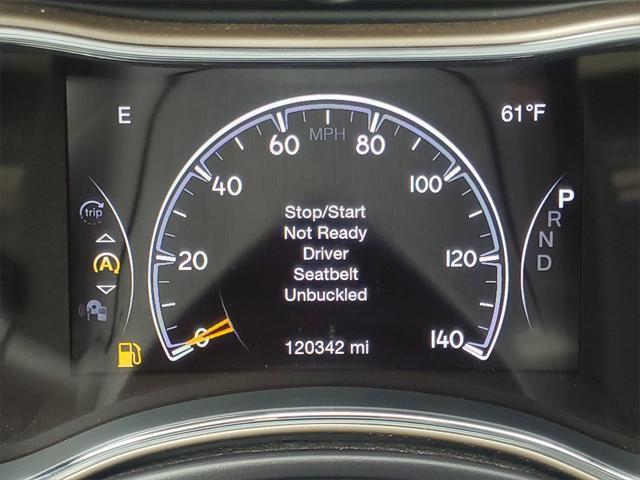 E
61°F
MPH
60
80
40
100
20
120
0
140
trip
A
Stop/Start
Not Ready
Driver
Seatbelt
Unbuckled
120342 mi
P
R
N
D